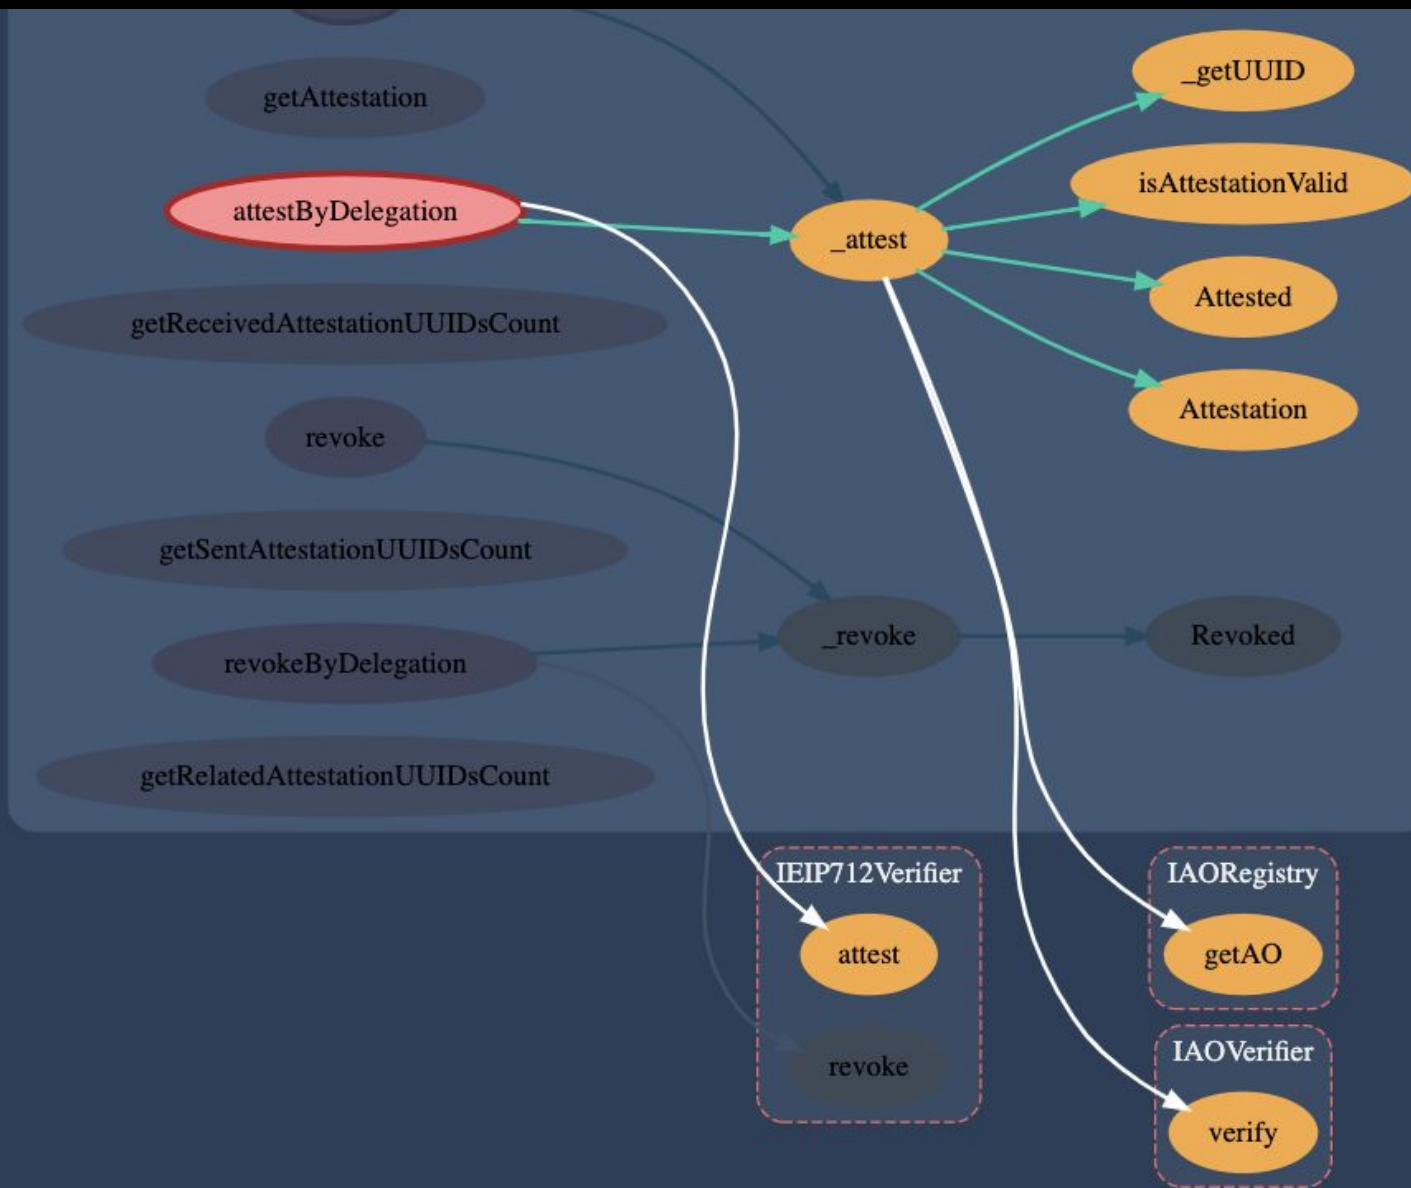 _getUUID
getAttestation
isAttestationValid
attestByDelegation
_attest
Attested
getReceivedAttestationUUIDsCount
Attestation
revoke
getSentAttestationUUIDsCount
_revoke
Revoked
revokeByDelegation
getRelatedAttestationUUIDsCount
IEIP712Verifier
attest
revoke
IAORegistry
getAO
IAOVerifier
verify